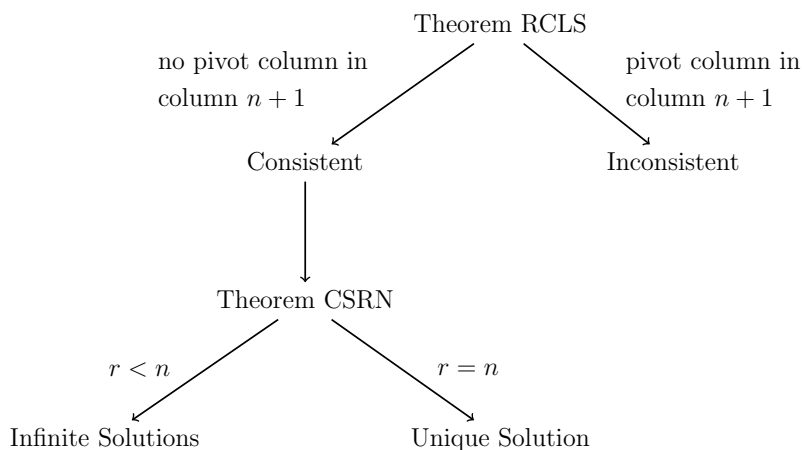 Theorem RCLS
no pivot column in
column n + 1
pivot column in
column n + 1
Consistent
Inconsistent
Theorem CSRN
r < n
r = n
Infinite Solutions
Unique Solution